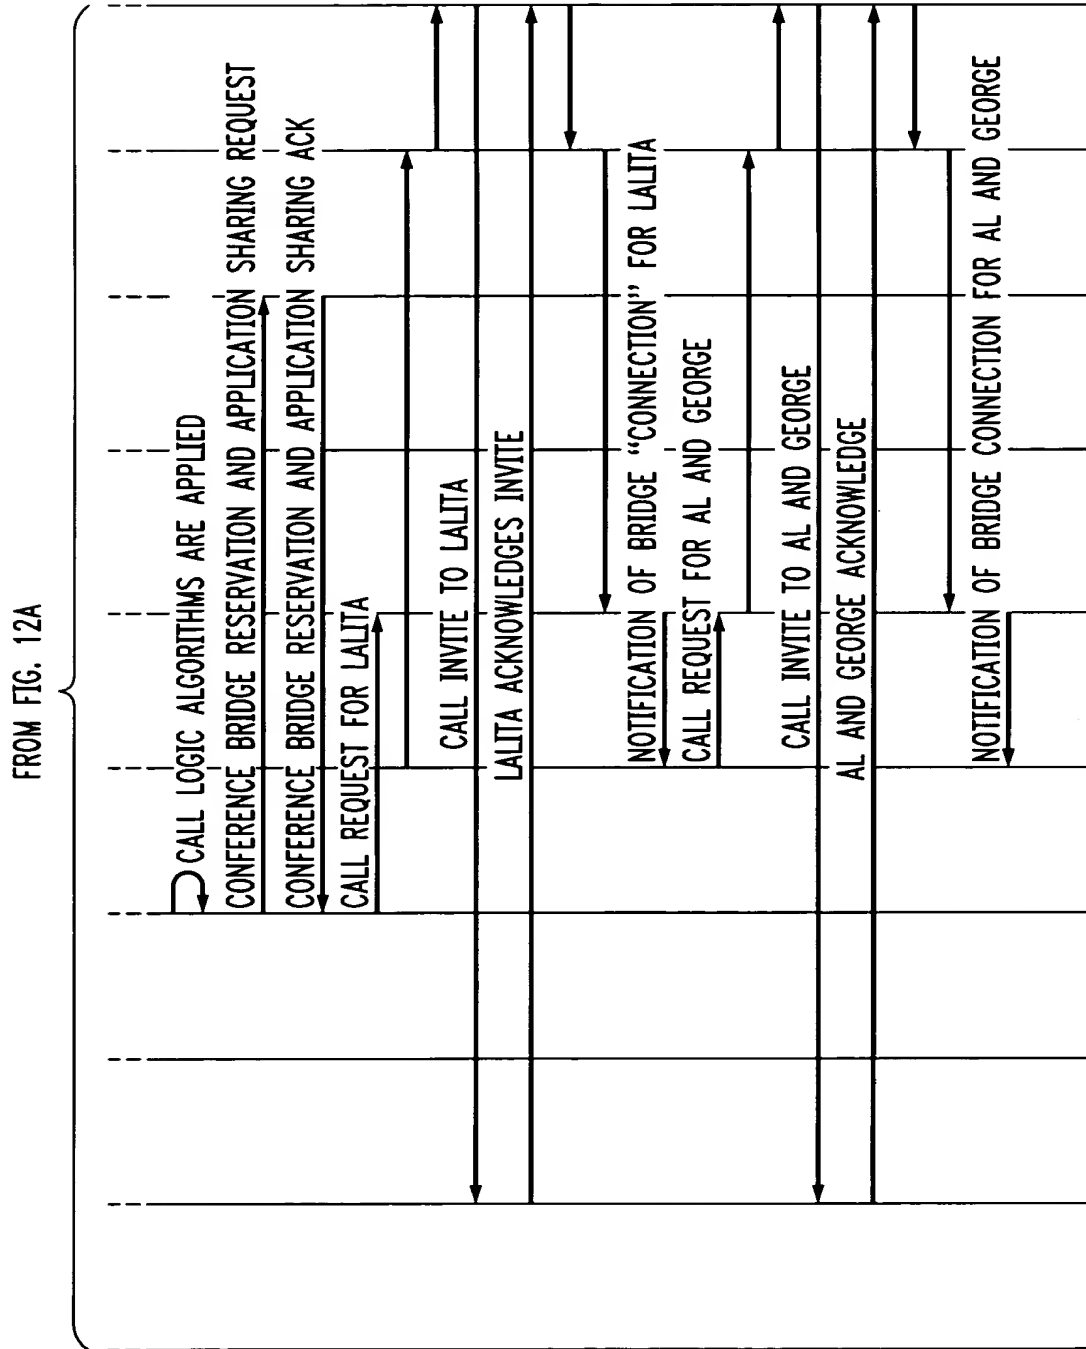 FROM FIG. 12A
CALL LOGIC ALGORITHMS ARE APPLIED
CONFERENCE BRIDGE RESERVATION AND APPLICATION SHARING REQUEST
CONFERENCE BRIDGE RESERVATION AND APPLICATION SHARING ACK
CALL REQUEST FOR LALITA
CALL INVITE TO LALITA
LALITA ACKNOWLEDGES INVITE
NOTIFICATION OF BRIDGE "CONNECTION" FOR LALITA
CALL REQUEST FOR AL AND GEORGE
CALL INVITE TO AL AND GEORGE
AL AND GEORGE ACKNOWLEDGE
NOTIFICATION OF BRIDGE CONNECTION FOR AL AND GEORGE